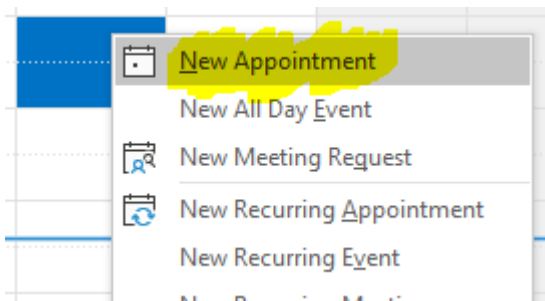 New Appointment
New All Day Event
New Meeting Request
New Recurring Appointment
New Recurring Event